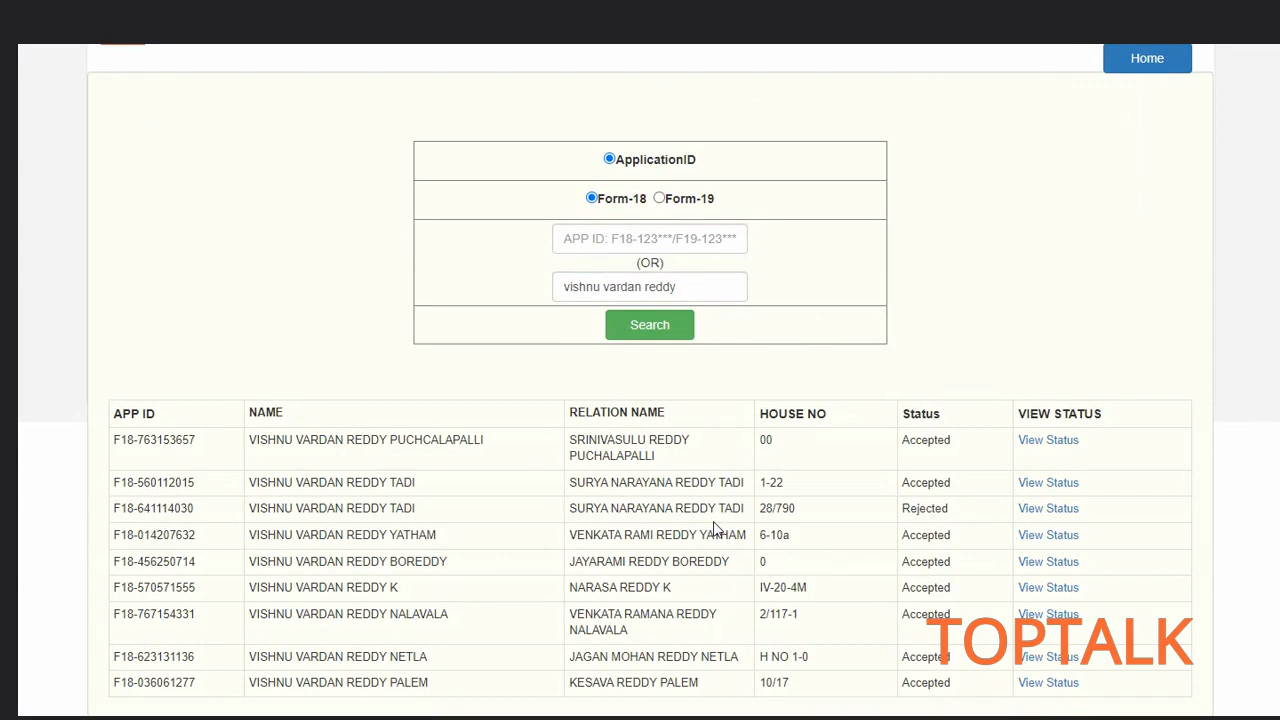 Home
ApplicationID
Form-18 Form-19
APP ID: F18-123***/F19-123***
(OR)
vishnu vardan reddy
Search
APP ID NAME RELATION NAME HOUSE NO Status VIEW STATUS
F18-763153657 VISHNU VARDAN REDDY PUCHCALAPALLI SRINIVASULU REDDY 00 Accepted View Status
PUCHALAPALLI
F18-560112015 VISHNU VARDAN REDDY TADI SURYA NARAYANA REDDY TADI 1-22 Accepted View Status
F18-641114030 VISHNU VARDAN REDDY TADI SURYA NARAYANA REDDY TADI 28/790 Rejected View Status
F18-014207632 VISHNU VARDAN REDDY YATHAM VENKATA RAMI REDDY YATHAM 6-10a Accepted View Status
F18-456250714 VISHNU VARDAN REDDY BOREDDY JAYARAMI REDDY BOREDDY 0 Accepted View Status
F18-570571555 VISHNU VARDAN REDDY K NARASA REDDY K IV-20-4M Accepted View Status
F18-767154331 VISHNU VARDAN REDDY NALAVALA VENKATA RAMANA REDDY 2/117-1 Accepted View Status
NALAVALA
TOPTALK
F18-623131136 VISHNU VARDAN REDDY NETLA JAGAN MOHAN REDDY NETLA H NO 1-0 Accepted View Status
F18-036061277 VISHNU VARDAN REDDY PALEM KESAVA REDDY PALEM 10/17 Accepted View Status